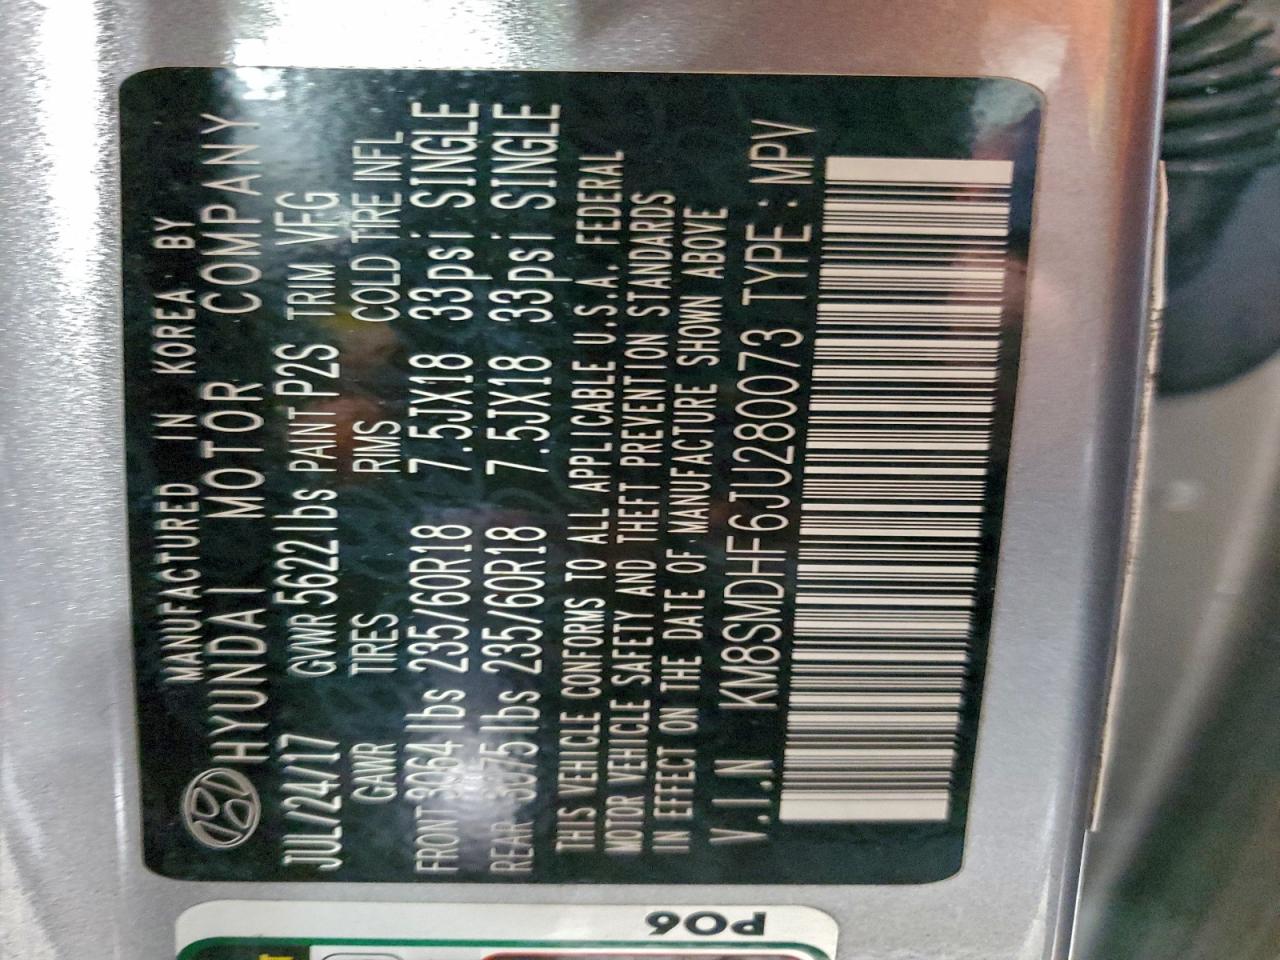 MANUFACTURED IN KOREA BY
HYUNDAI MOTOR COMPANY
JUL/24/17 GVWR 5622 lbs PAINT P2S TRIM VFG
GAWR TIRES RIMS COLD TIRE INFL
FRONT 3064 lbs 235/60R18 7.5JX18 33psi SINGLE
REAR 3075 lbs 235/60R18 7.5JX18 33psi SINGLE
THIS VEHICLE CONFORMS TO ALL APPLICABLE U.S.A. FEDERAL
MOTOR VEHICLE SAFETY AND THEFT PREVENTION STANDARDS
IN EFFECT ON THE DATE OF MANUFACTURE SHOWN ABOVE
V.I.N KM8SMDHF6JU280073 TYPE: MPV
P06